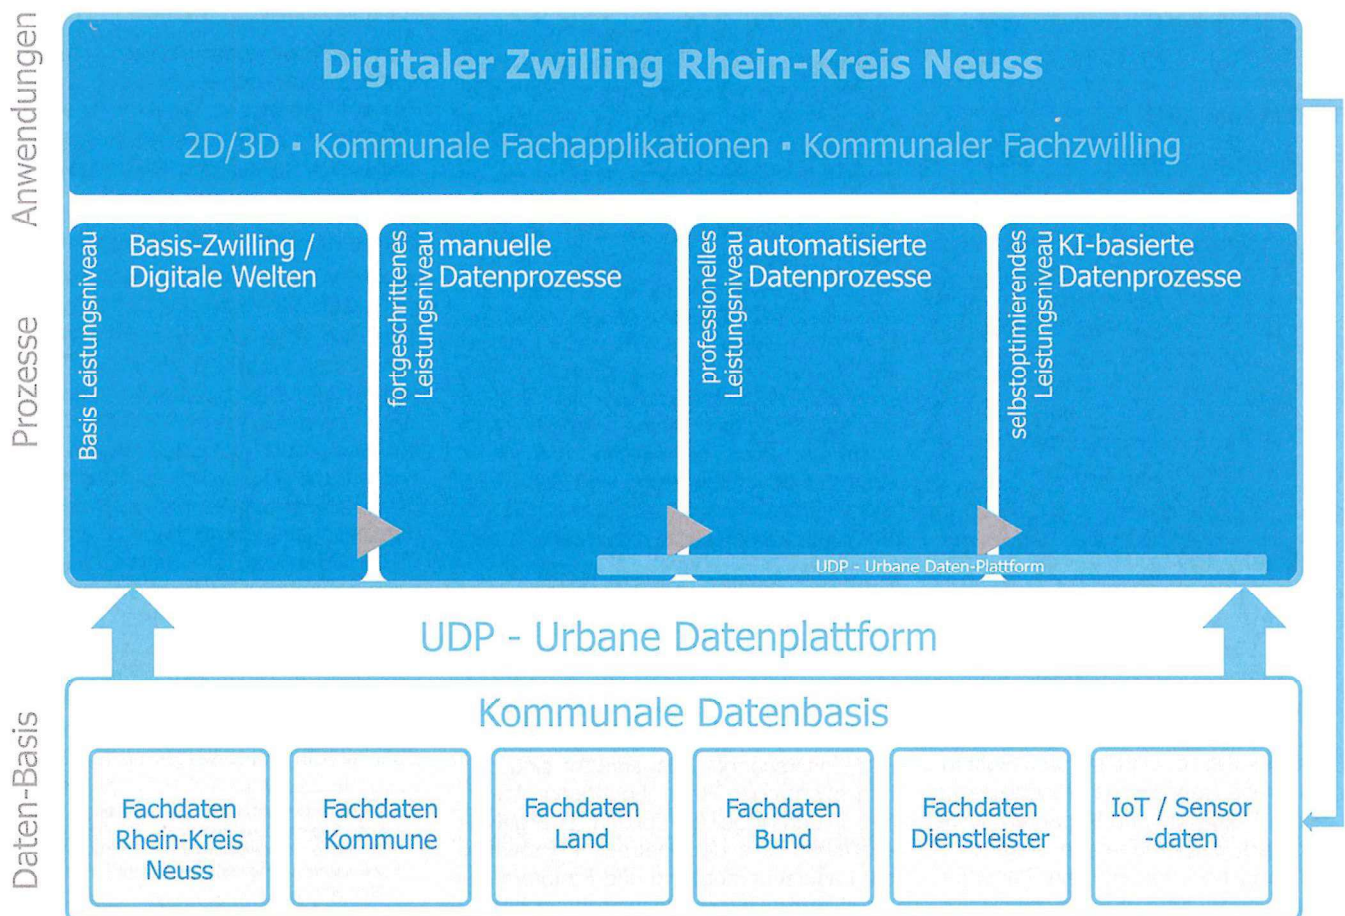 Anwendungen
Digitaler Zwilling Rhein-Kreis Neuss
2D/3D ▪ Kommunale Fachapplikationen ▪ Kommunaler Fachzwilling
Prozesse
Basis Leistungsniveau
Basis-Zwilling /
Digitale Welten
fortgeschrittenes
Leistungsniveau
manuelle
Datenprozesse
professionelles
Leistungsniveau
automatisierte
Datenprozesse
selbstoptimierendes
Leistungsniveau
KI-basierte
Datenprozesse
UDP - Urbane Daten-Plattform
UDP - Urbane Datenplattform
Daten-Basis
Kommunale Datenbasis
Fachdaten
Rhein-Kreis
Neuss
Fachdaten
Kommune
Fachdaten
Land
Fachdaten
Bund
Fachdaten
Dienstleister
IoT / Sensor
-daten